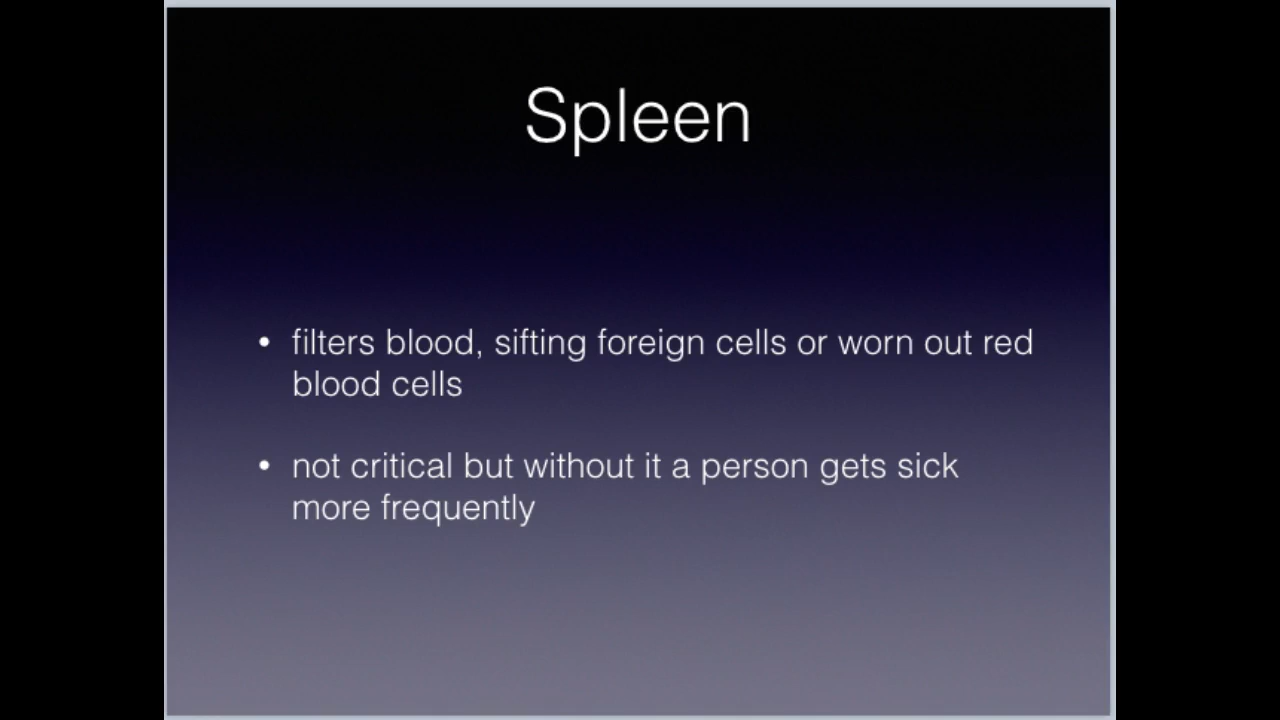 Spleen
• filters blood, sifting foreign cells or worn out red
blood cells
• not critical but without it a person gets sick
more frequently